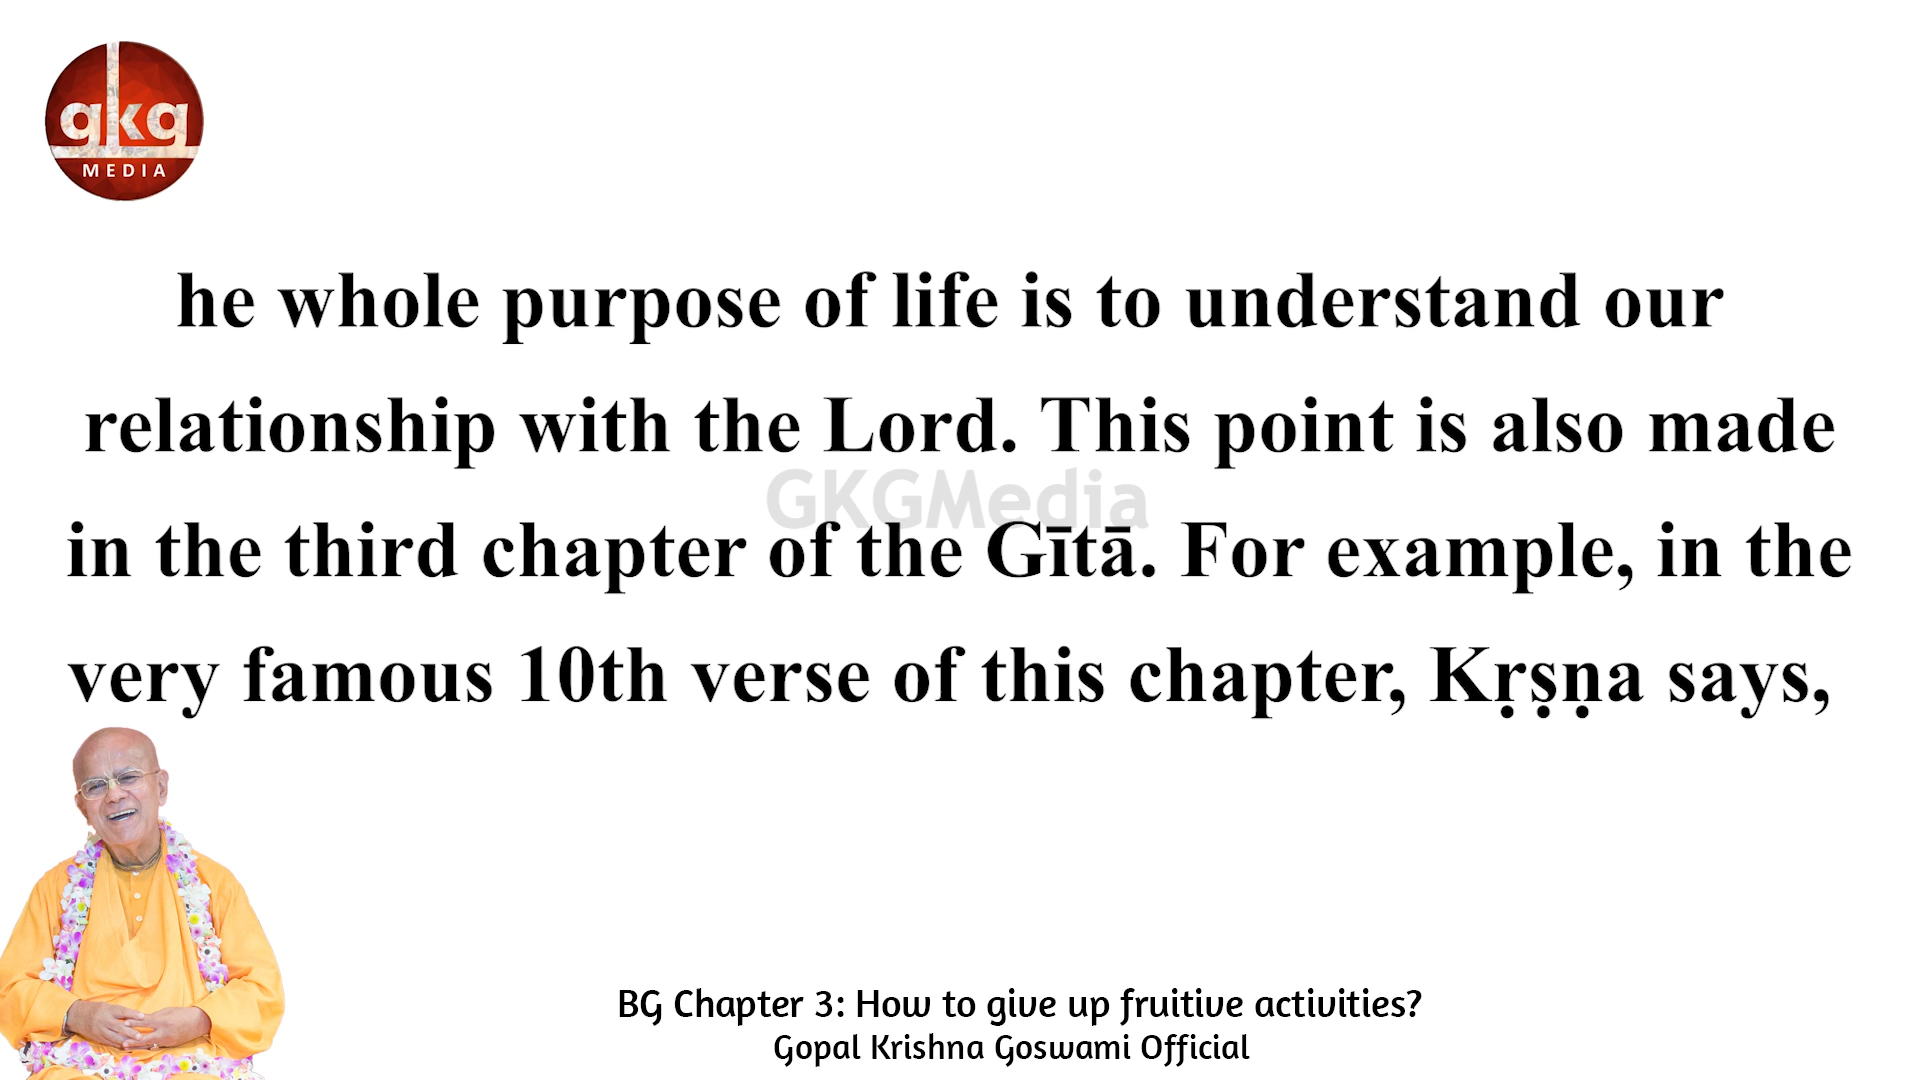 gkg
MEDIA
he whole purpose of life is to understand our
relationship with the Lord. This point is also made
GKGMedia
in the third chapter of the Gītā. For example, in the
very famous 10th verse of this chapter, Kṛṣṇa says,
BG Chapter 3: How to give up fruitive activities?
Gopal Krishna Goswami Official